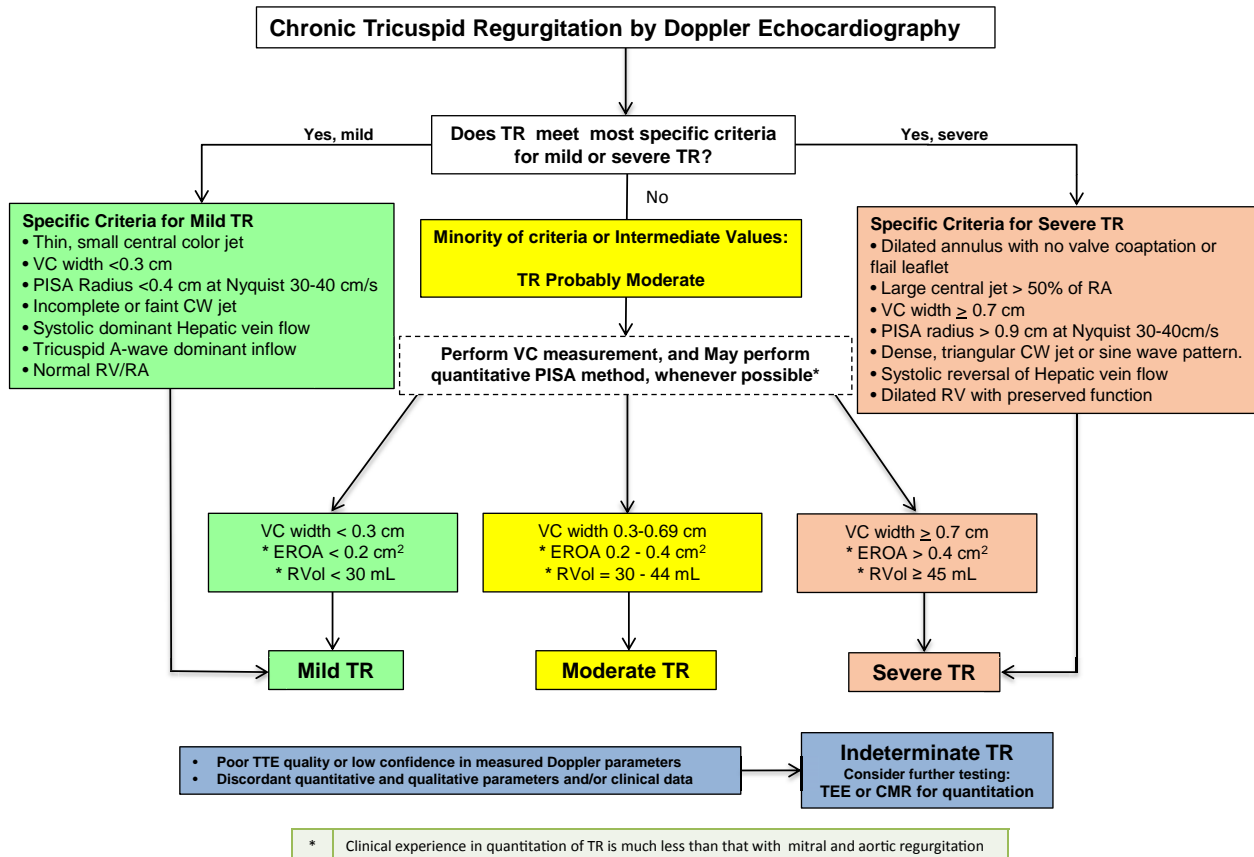 Chronic Tricuspid Regurgitation by Doppler Echocardiography
Yes, mild
Does TR meet most specific criteria
for mild or severe TR?
Yes, severe
No
Specific Criteria for Mild TR
• Thin, small central color jet
• VC width <0.3 cm
• PISA Radius <0.4 cm at Nyquist 30-40 cm/s
• Incomplete or faint CW jet
• Systolic dominant Hepatic vein flow
• Tricuspid A-wave dominant inflow
• Normal RV/RA
Minority of criteria or Intermediate Values:
TR Probably Moderate
Specific Criteria for Severe TR
• Dilated annulus with no valve coaptation or
flail leaflet
• Large central jet > 50% of RA
• VC width ≥ 0.7 cm
• PISA radius > 0.9 cm at Nyquist 30-40cm/s
• Dense, triangular CW jet or sine wave pattern.
• Systolic reversal of Hepatic vein flow
• Dilated RV with preserved function
Perform VC measurement, and May perform
quantitative PISA method, whenever possible*
VC width < 0.3 cm
* EROA < 0.2 cm²
* RVol < 30 mL
VC width 0.3-0.69 cm
* EROA 0.2 - 0.4 cm²
* RVol = 30 - 44 mL
VC width ≥ 0.7 cm
* EROA > 0.4 cm²
* RVol ≥ 45 mL
Mild TR
Moderate TR
Severe TR
• Poor TTE quality or low confidence in measured Doppler parameters
• Discordant quantitative and qualitative parameters and/or clinical data
Indeterminate TR
Consider further testing:
TEE or CMR for quantitation
* Clinical experience in quantitation of TR is much less than that with mitral and aortic regurgitation